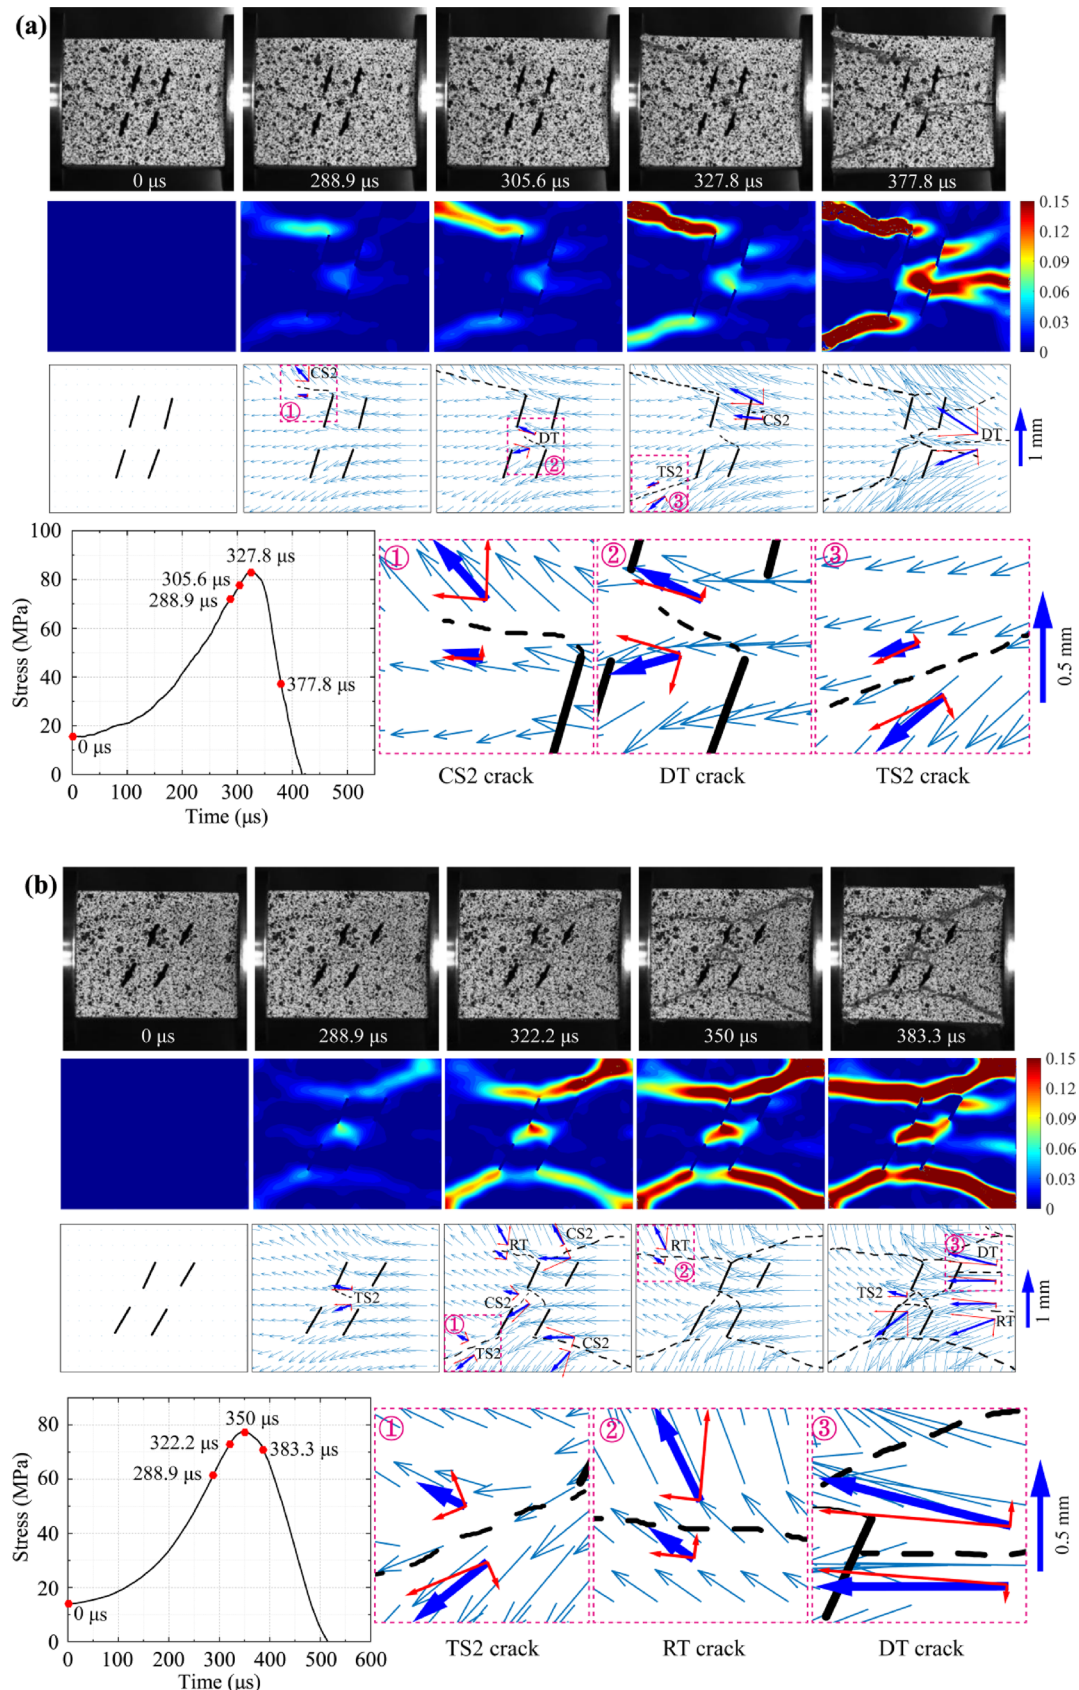 (a)
0 μs
288.9 μs
305.6 μs
327.8 μs
377.8 μs
0.15
0.12
0.09
0.06
0.03
0
CS2
①
DT
②
CS2
TS2
③
DT
1 mm
100
80
60
40
20
0
Stress (MPa)
327.8 μs
305.6 μs
288.9 μs
377.8 μs
0 μs
0 100 200 300 400 500
Time (μs)
①
②
③
0.5 mm
CS2 crack
DT crack
TS2 crack
(b)
0 μs
288.9 μs
322.2 μs
350 μs
383.3 μs
0.15
0.12
0.09
0.06
0.03
0
TS2
RT
CS2
CS2
①
TS2
CS2
RT
②
③
DT
TS2
RT
1 mm
80
60
40
20
0
Stress (MPa)
350 μs
322.2 μs
383.3 μs
288.9 μs
0 μs
0 100 200 300 400 500 600
Time (μs)
①
②
③
0.5 mm
TS2 crack
RT crack
DT crack